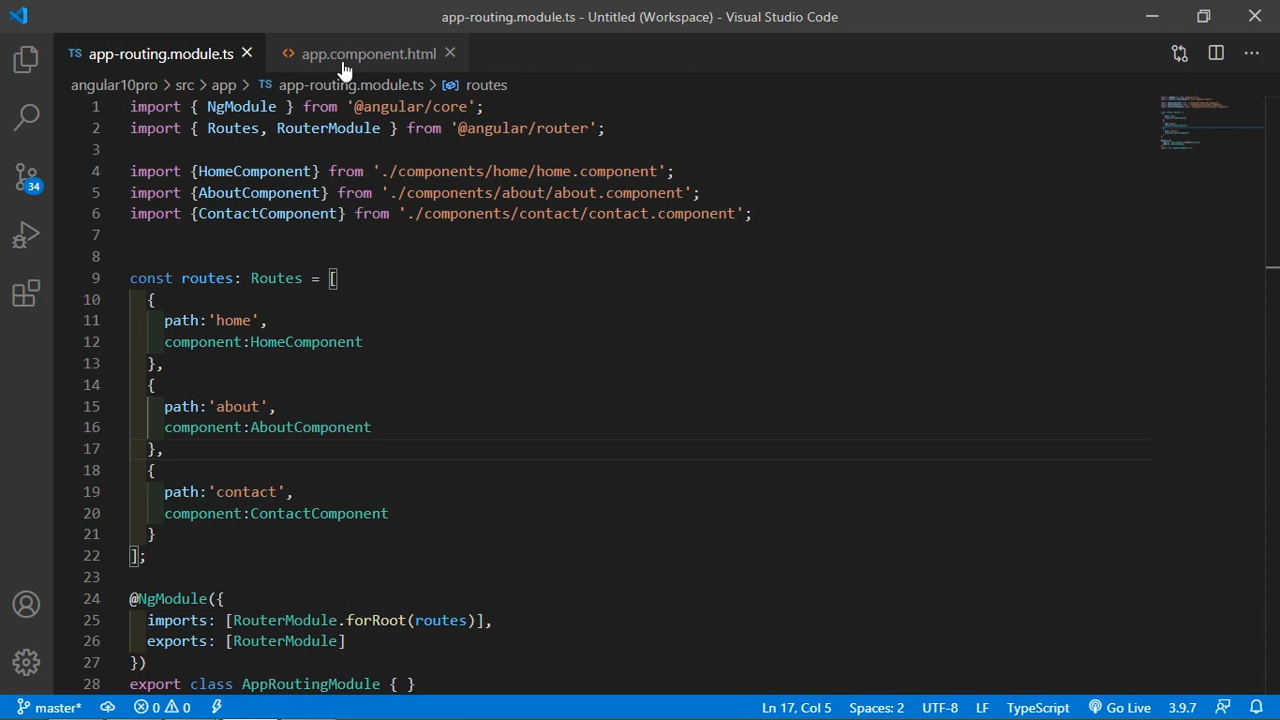 app-routing.module.ts - Untitled (Workspace) - Visual Studio Code
TS app-routing.module.ts
app.component.html
angular10pro > src > app > TS app-routing.module.ts > routes
1 import { NgModule } from '@angular/core';
2 import { Routes, RouterModule } from '@angular/router';
3
4 import {HomeComponent} from './components/home/home.component';
5 import {AboutComponent} from './components/about/about.component';
6 import {ContactComponent} from './components/contact/contact.component';
7
8
9 const routes: Routes = [
10 {
11 path:'home',
12 component:HomeComponent
13 },
14 {
15 path:'about',
16 component:AboutComponent
17 },
18 {
19 path:'contact',
20 component:ContactComponent
21 }
22 ];
23
24 @NgModule({
25 imports: [RouterModule.forRoot(routes)],
26 exports: [RouterModule]
27 })
28 export class AppRoutingModule { }
34
master* 0 0 Ln 17, Col 5 Spaces: 2 UTF-8 LF TypeScript Go Live 3.9.7